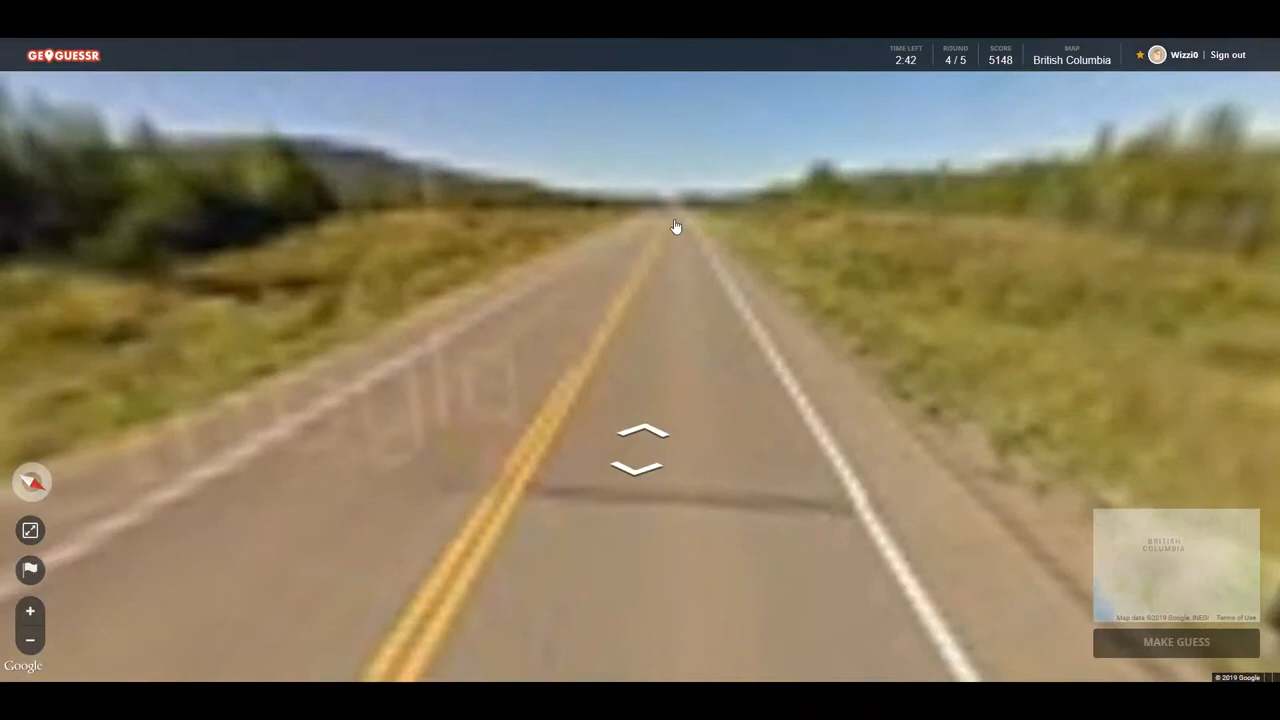 GEOGUESSR
TIME LEFT
2:42
ROUND
4 / 5
SCORE
5148
MAP
British Columbia
Wizzi0 | Sign out
BRITISH
COLUMBIA
Map data ©2019 Google, INEGI Terms of Use
MAKE GUESS
Google
© 2019 Google